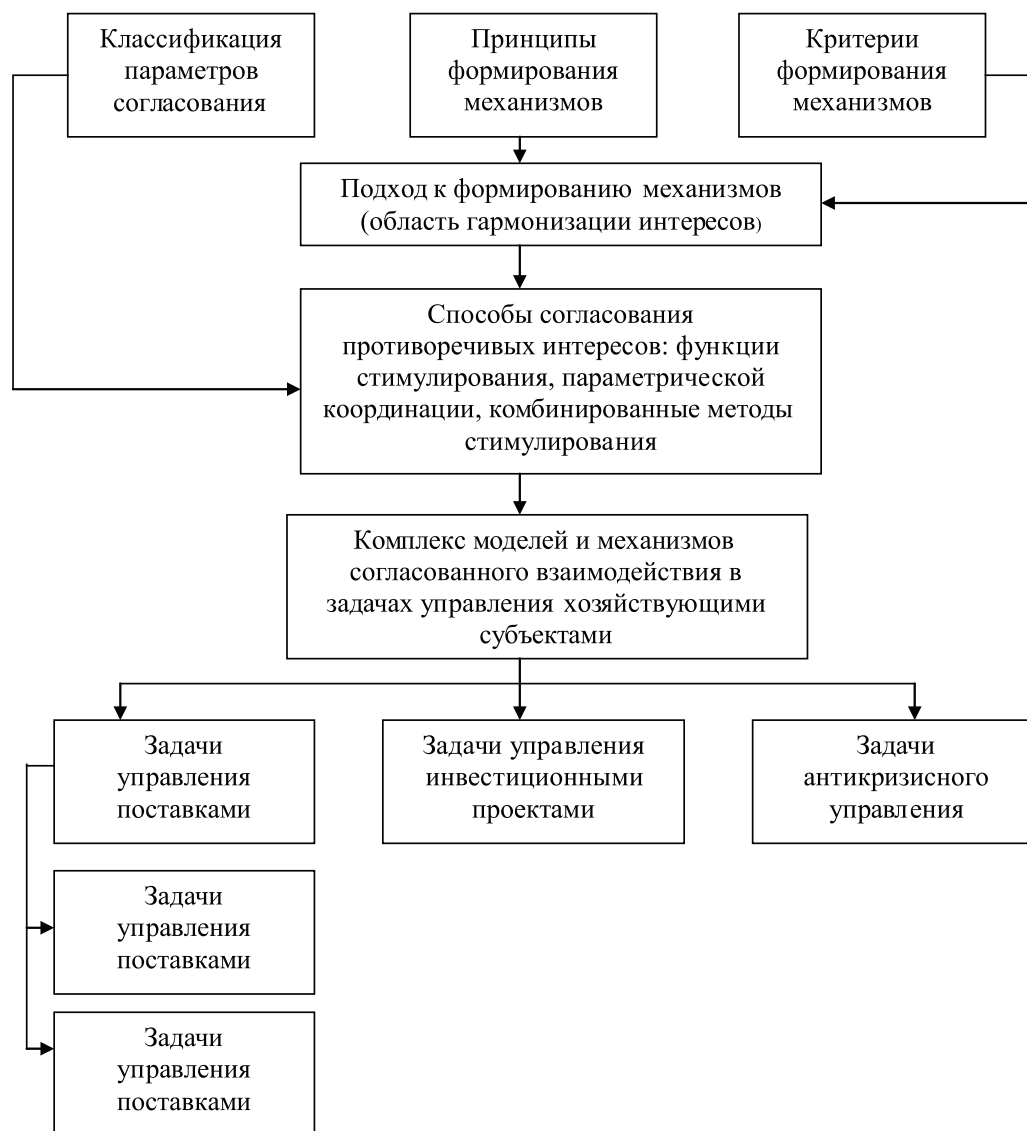 Классификация
параметров
согласования
Принципы
формирования
механизмов
Критерии
формирования
механизмов
Подход к формированию механизмов
(область гармонизации интересов)
Способы согласования
противоречивых интересов: функции
стимулирования, параметрической
координации, комбинированные методы
стимулирования
Комплекс моделей и механизмов
согласованного взаимодействия в
задачах управления хозяйствующими
субъектами
Задачи
управления
поставками
Задачи управления
инвестиционными
проектами
Задачи
антикризисного
управления
Задачи
управления
поставками
Задачи
управления
поставками